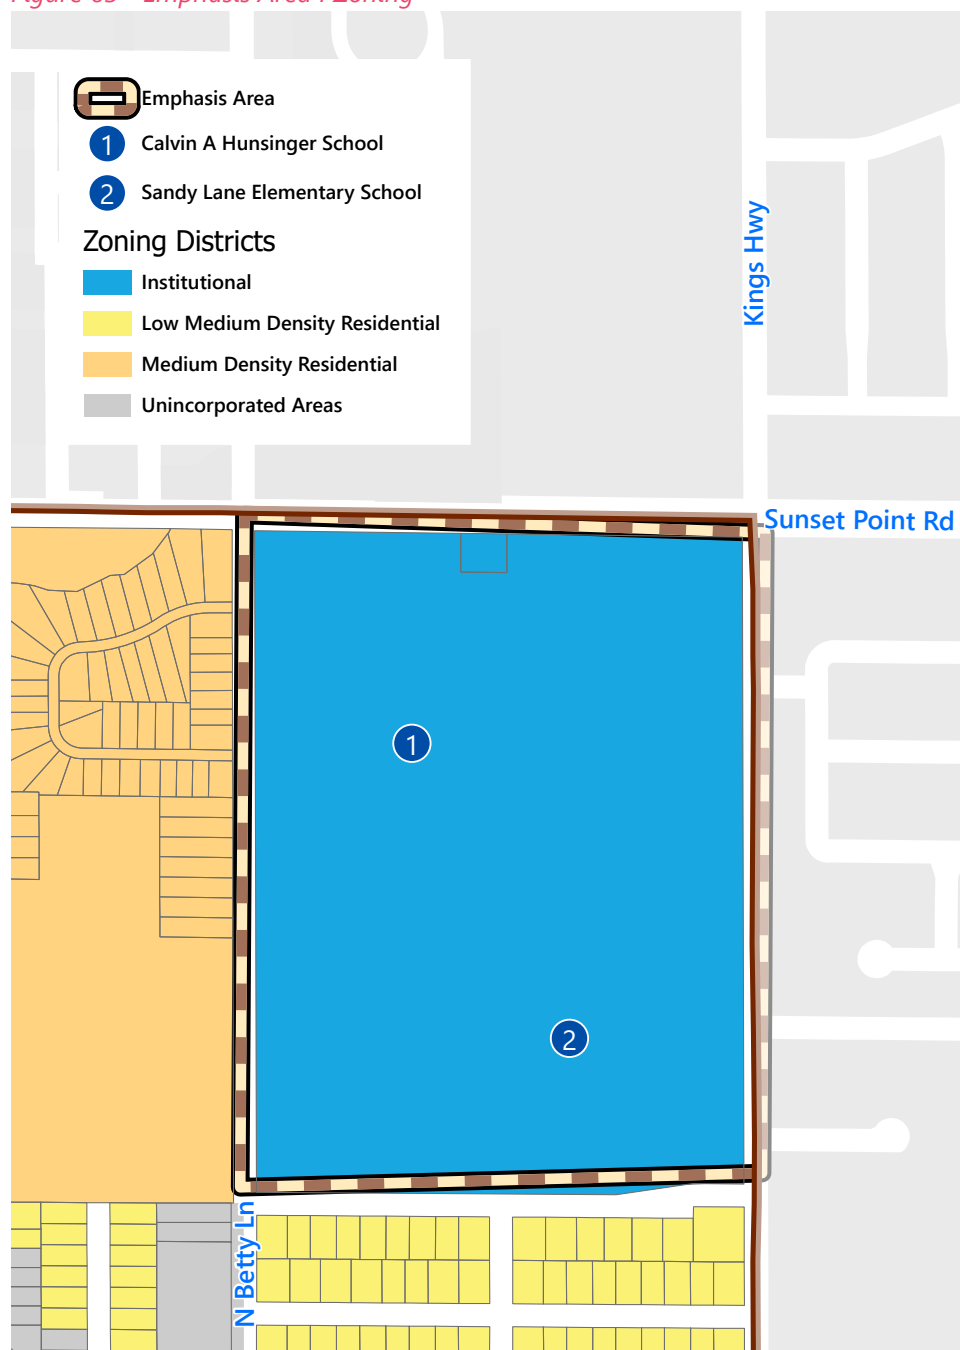 Emphasis Area
1 Calvin A Hunsinger School
2 Sandy Lane Elementary School
Zoning Districts
Institutional
Low Medium Density Residential
Medium Density Residential
Unincorporated Areas
Kings Hwy
Sunset Point Rd
1
2
N Betty Ln